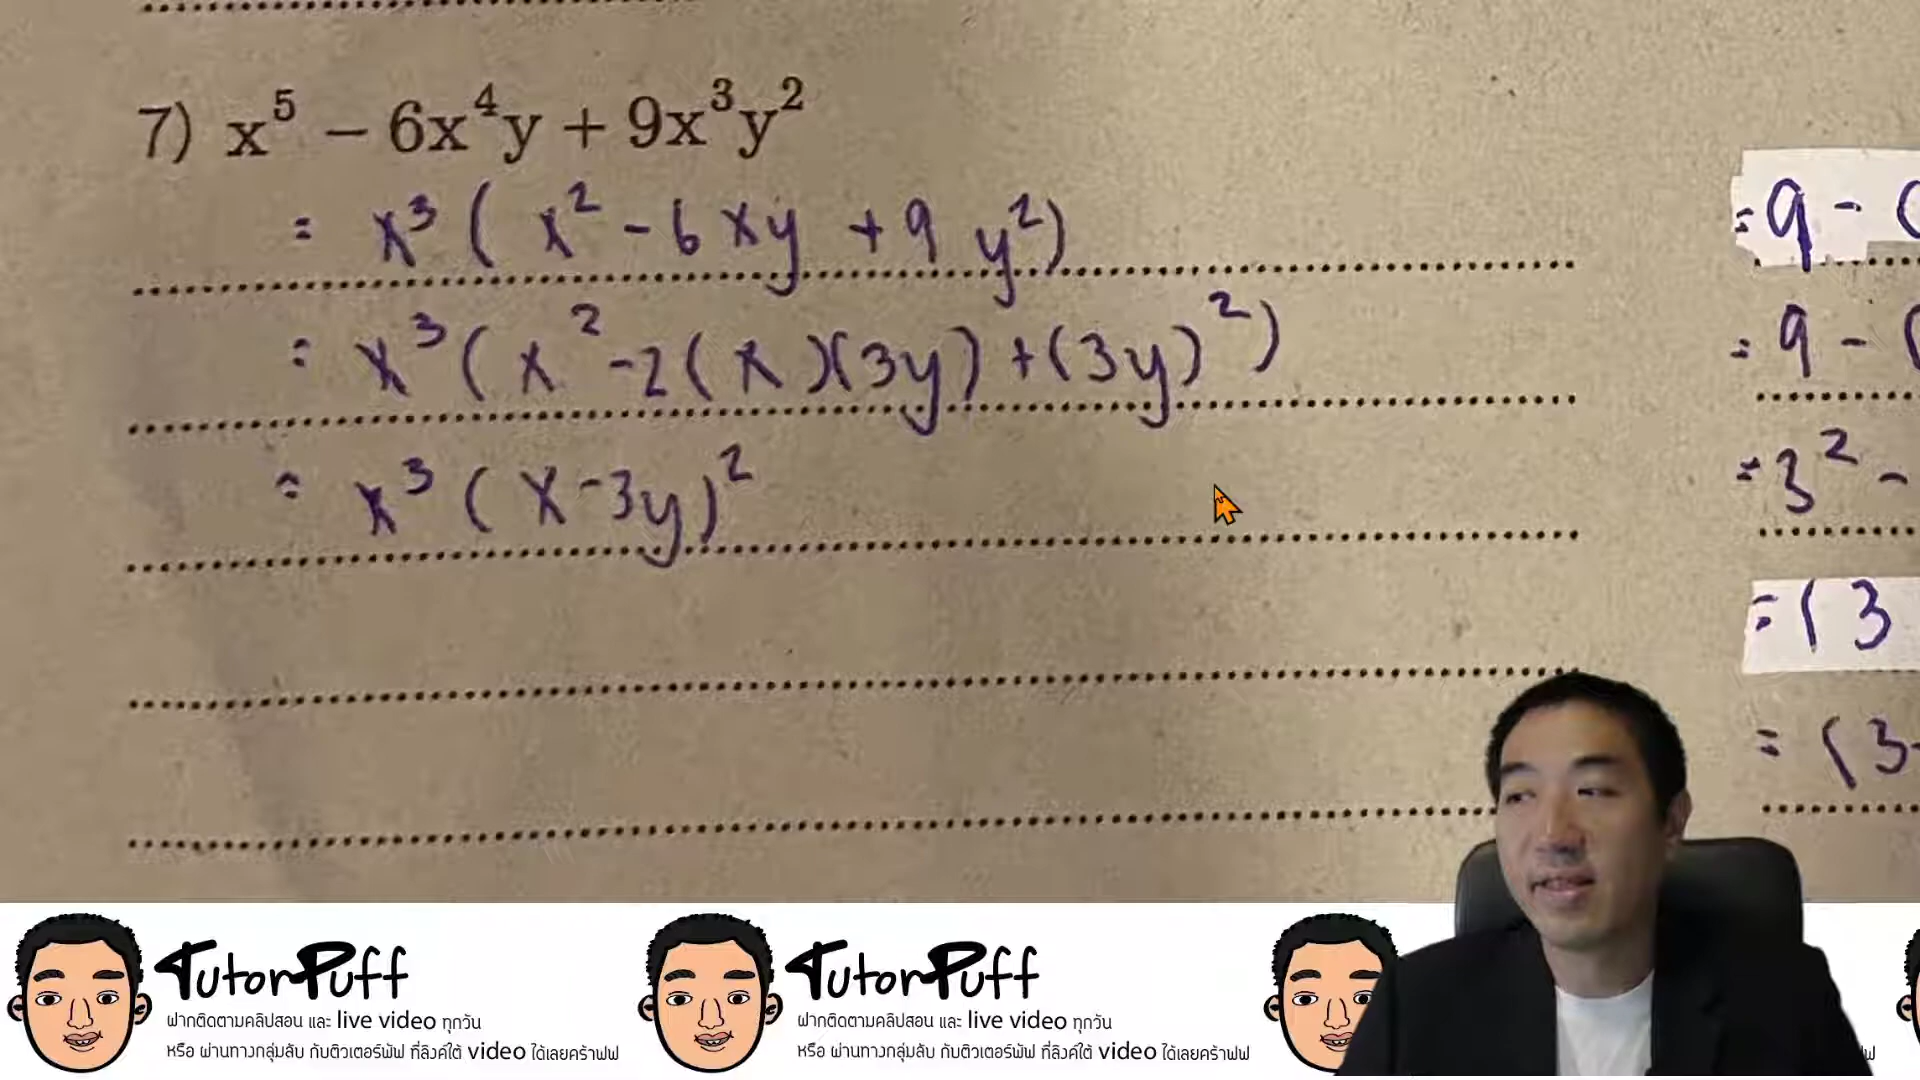 7) x⁵ − 6x⁴y + 9x³y²
= x³ ( x² - 6 xy + 9 y²)
= x³ ( x² -2 ( x )(3y) +(3y)²)
= x³ ( x -3y)²
= 9 - (
= 9 - (
= 3² -
= ( 3
= ( 3-
TutorPuff
ฝากติดตามคลิปสอน และ live video ทุกวัน
หรือ ผ่านทางกลุ่มลับ กับติวเตอร์พัฟ ที่ลิงค์ใต้ video ได้เลยคร้าฟฟ
TutorPuff
ฝากติดตามคลิปสอน และ live video ทุกวัน
หรือ ผ่านทางกลุ่มลับ กับติวเตอร์พัฟ ที่ลิงค์ใต้ video ได้เลยคร้าฟฟ